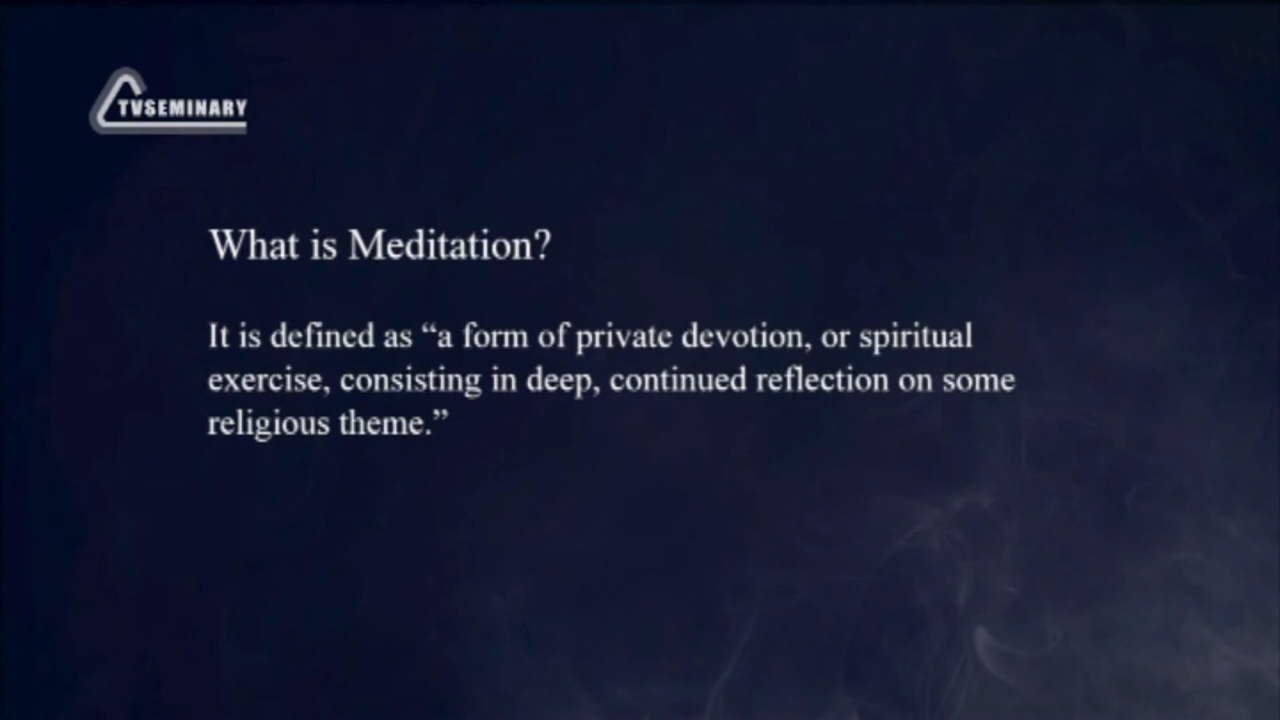 TVSEMINARY
What is Meditation?
It is defined as “a form of private devotion, or spiritual
exercise, consisting in deep, continued reflection on some
religious theme.”